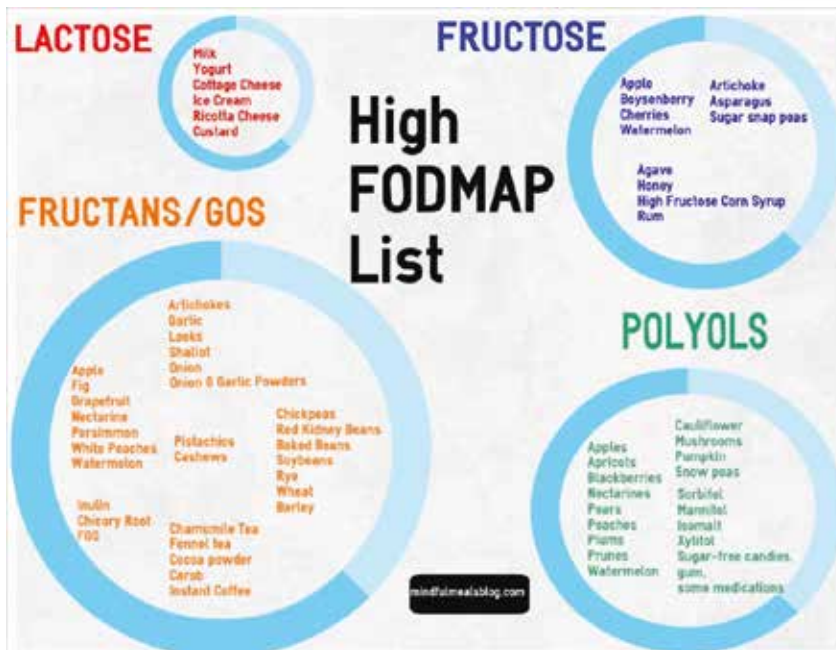 LACTOSE
Milk
Yogurt
Cottage Cheese
Ice Cream
Ricotta Cheese
Custard
High
FODMAP
List
FRUCTOSE
Apple
Boysenberry
Cherries
Watermelon
Artichoke
Asparagus
Sugar snap peas
Agave
Honey
High Fructose Corn Syrup
Rum
FRUCTANS/GOS
Artichokes
Garlic
Leeks
Shallot
Onion
Onion & Garlic Powders
Apple
Fig
Grapefruit
Nectarine
Persimmon
White Peaches
Watermelon
Pistachios
Cashews
Chickpeas
Red Kidney Beans
Baked Beans
Soybeans
Rye
Wheat
Barley
Inulin
Chicory Root
FOS
Chamomile Tea
Fennel tea
Cocoa powder
Carob
Instant Coffee
POLYOLS
Apples
Apricots
Blackberries
Nectarines
Pears
Peaches
Plums
Prunes
Watermelon
Cauliflower
Mushrooms
Pumpkin
Snow peas
Sorbitol
Mannitol
Isomalt
Xylitol
Sugar-free candies,
gum,
some medications
mindfulmealsblog.com